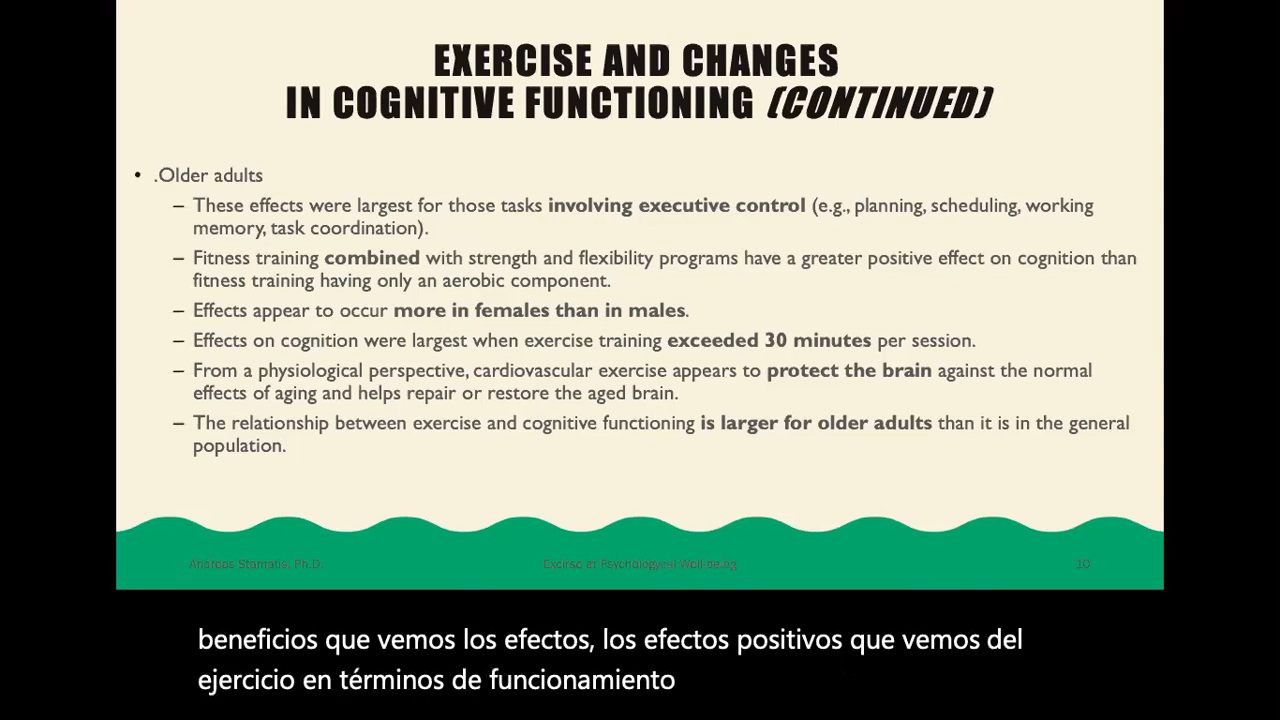 EXERCISE AND CHANGES
IN COGNITIVE FUNCTIONING (CONTINUED)
• .Older adults
– These effects were largest for those tasks involving executive control (e.g., planning, scheduling, working
memory, task coordination).
– Fitness training combined with strength and flexibility programs have a greater positive effect on cognition than
fitness training having only an aerobic component.
– Effects appear to occur more in females than in males.
– Effects on cognition were largest when exercise training exceeded 30 minutes per session.
– From a physiological perspective, cardiovascular exercise appears to protect the brain against the normal
effects of aging and helps repair or restore the aged brain.
– The relationship between exercise and cognitive functioning is larger for older adults than it is in the general
population.
Andreas Stamatis, Ph.D. Well-being 10
beneficios que vemos los efectos, los efectos positivos que vemos del
ejercicio en términos de funcionamiento